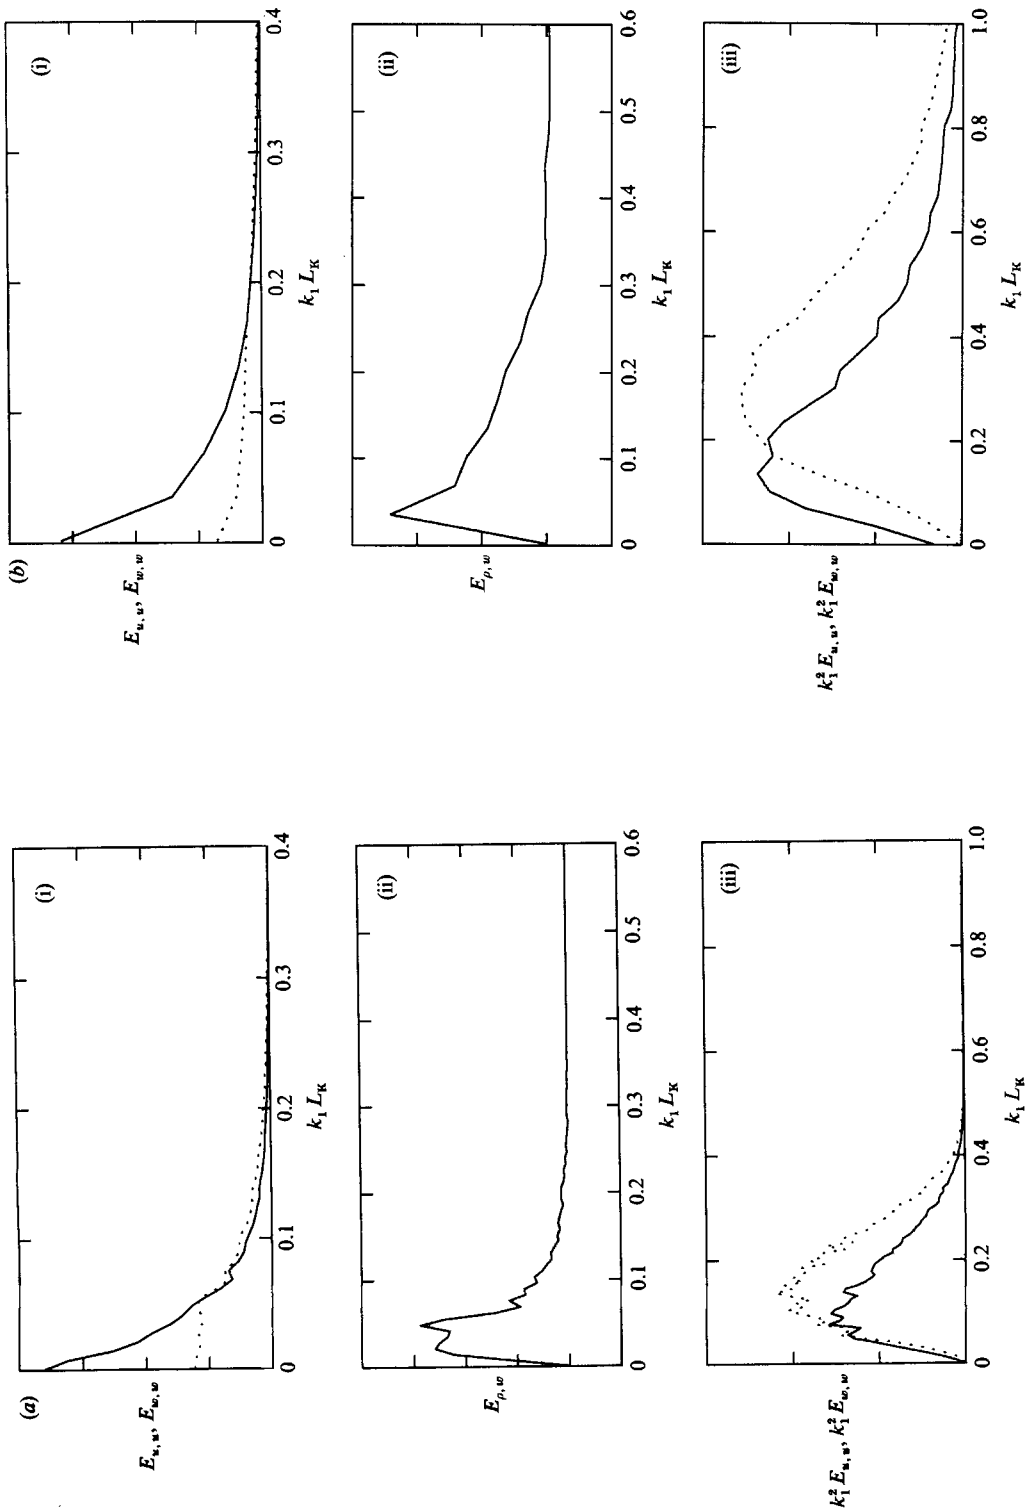 (a)
(i)
E_{u,u}, E_{w,w}
0 0.1 0.2 0.3 0.4
k_1 L_K
(ii)
E_{ρ,w}
0 0.1 0.2 0.3 0.4 0.5 0.6
k_1 L_K
(iii)
k_1^2 E_{u,u}, k_1^2 E_{w,w}
0 0.2 0.4 0.6 0.8 1.0
k_1 L_K
(b)
(i)
E_{u,u}, E_{w,w}
0 0.1 0.2 0.3 0.4
k_1 L_K
(ii)
E_{ρ,w}
0 0.1 0.2 0.3 0.4 0.5 0.6
k_1 L_K
(iii)
k_1^2 E_{u,u}, k_1^2 E_{w,w}
0 0.2 0.4 0.6 0.8 1.0
k_1 L_K